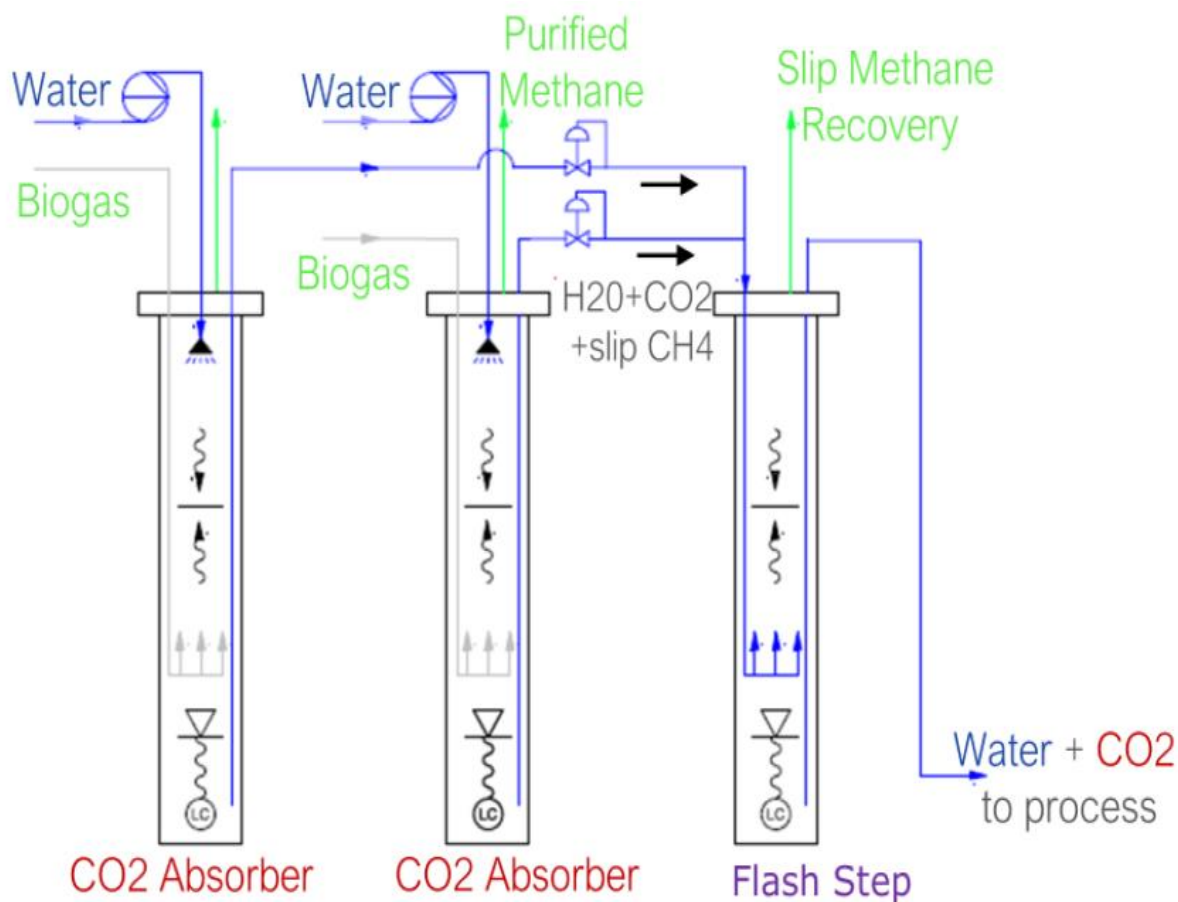 Purified
Methane
Slip Methane
Recovery
Water
Water
Biogas
Biogas
H20+CO2
+slip CH4
Water + CO2
to process
LC
LC
LC
CO2 Absorber
CO2 Absorber
Flash Step